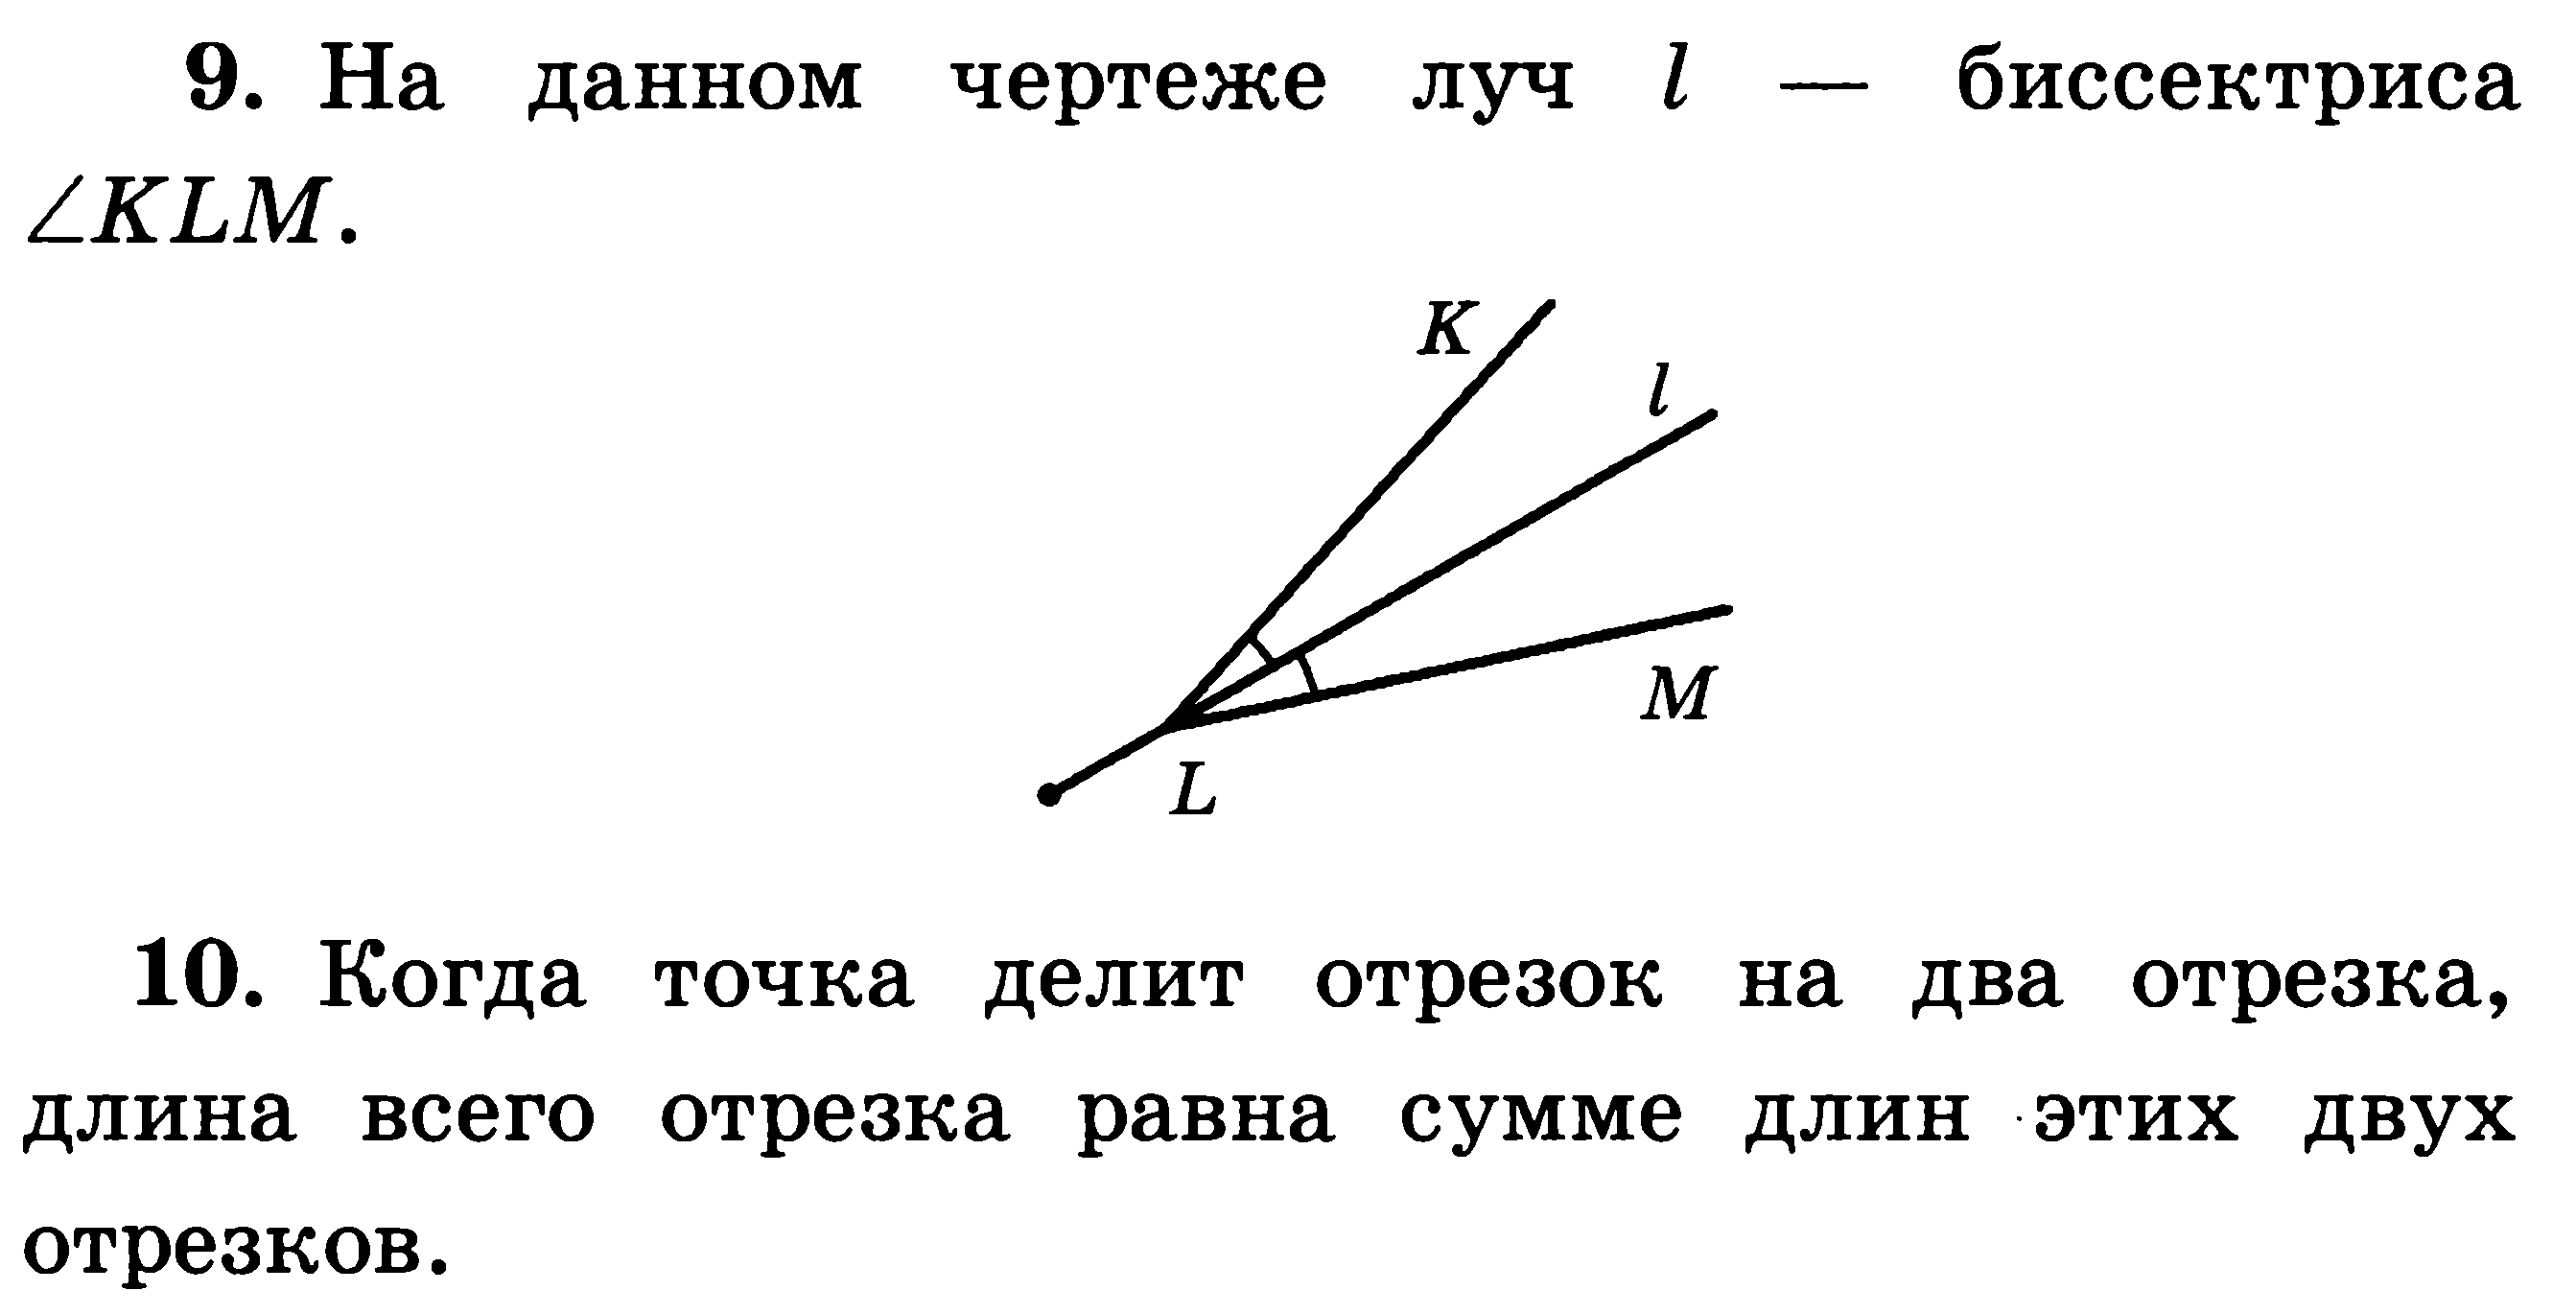 9. На данном чертеже луч l — биссектриса
∠KLM.
K
l
M
L
10. Когда точка делит отрезок на два отрезка,
длина всего отрезка равна сумме длин этих двух
отрезков.